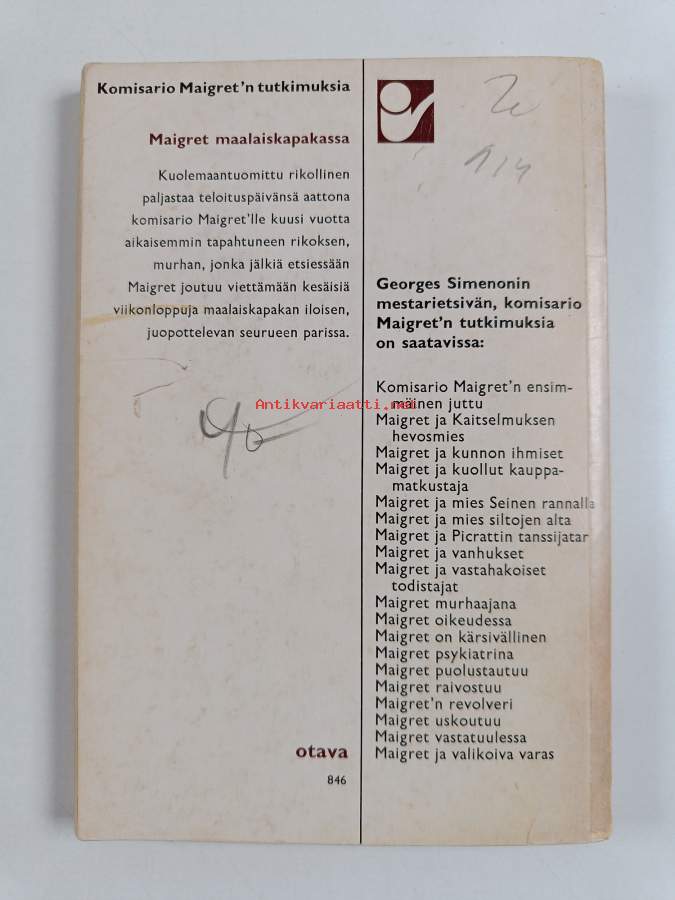 Komisario Maigret'n tutkimuksia
Maigret maalaiskapakassa
Kuolemaantuomittu rikollinen
paljastaa teloituspäivänsä aattona
komisario Maigret'lle kuusi vuotta
aikaisemmin tapahtuneen rikoksen,
murhan, jonka jälkiä etsiessään
Maigret joutuu viettämään kesäisiä
viikonloppuja maalaiskapakan iloisen,
juopottelevan seurueen parissa.
Antikvariaatti.net
otava
846
1/4
Georges Simenonin
mestarietsivän, komisario
Maigret'n tutkimuksia
on saatavissa:
Komisario Maigret'n ensim-
mäinen juttu
Maigret ja Kaitselmuksen
hevosmies
Maigret ja kunnon ihmiset
Maigret ja kuollut kauppa-
matkustaja
Maigret ja mies Seinen rannalla
Maigret ja mies siltojen alta
Maigret ja Picrattin tanssijatar
Maigret ja vanhukset
Maigret ja vastahakoiset
todistajat
Maigret murhaajana
Maigret oikeudessa
Maigret on kärsivällinen
Maigret psykiatrina
Maigret puolustautuu
Maigret raivostuu
Maigret'n revolveri
Maigret uskoutuu
Maigret vastatuulessa
Maigret ja valikoiva varas